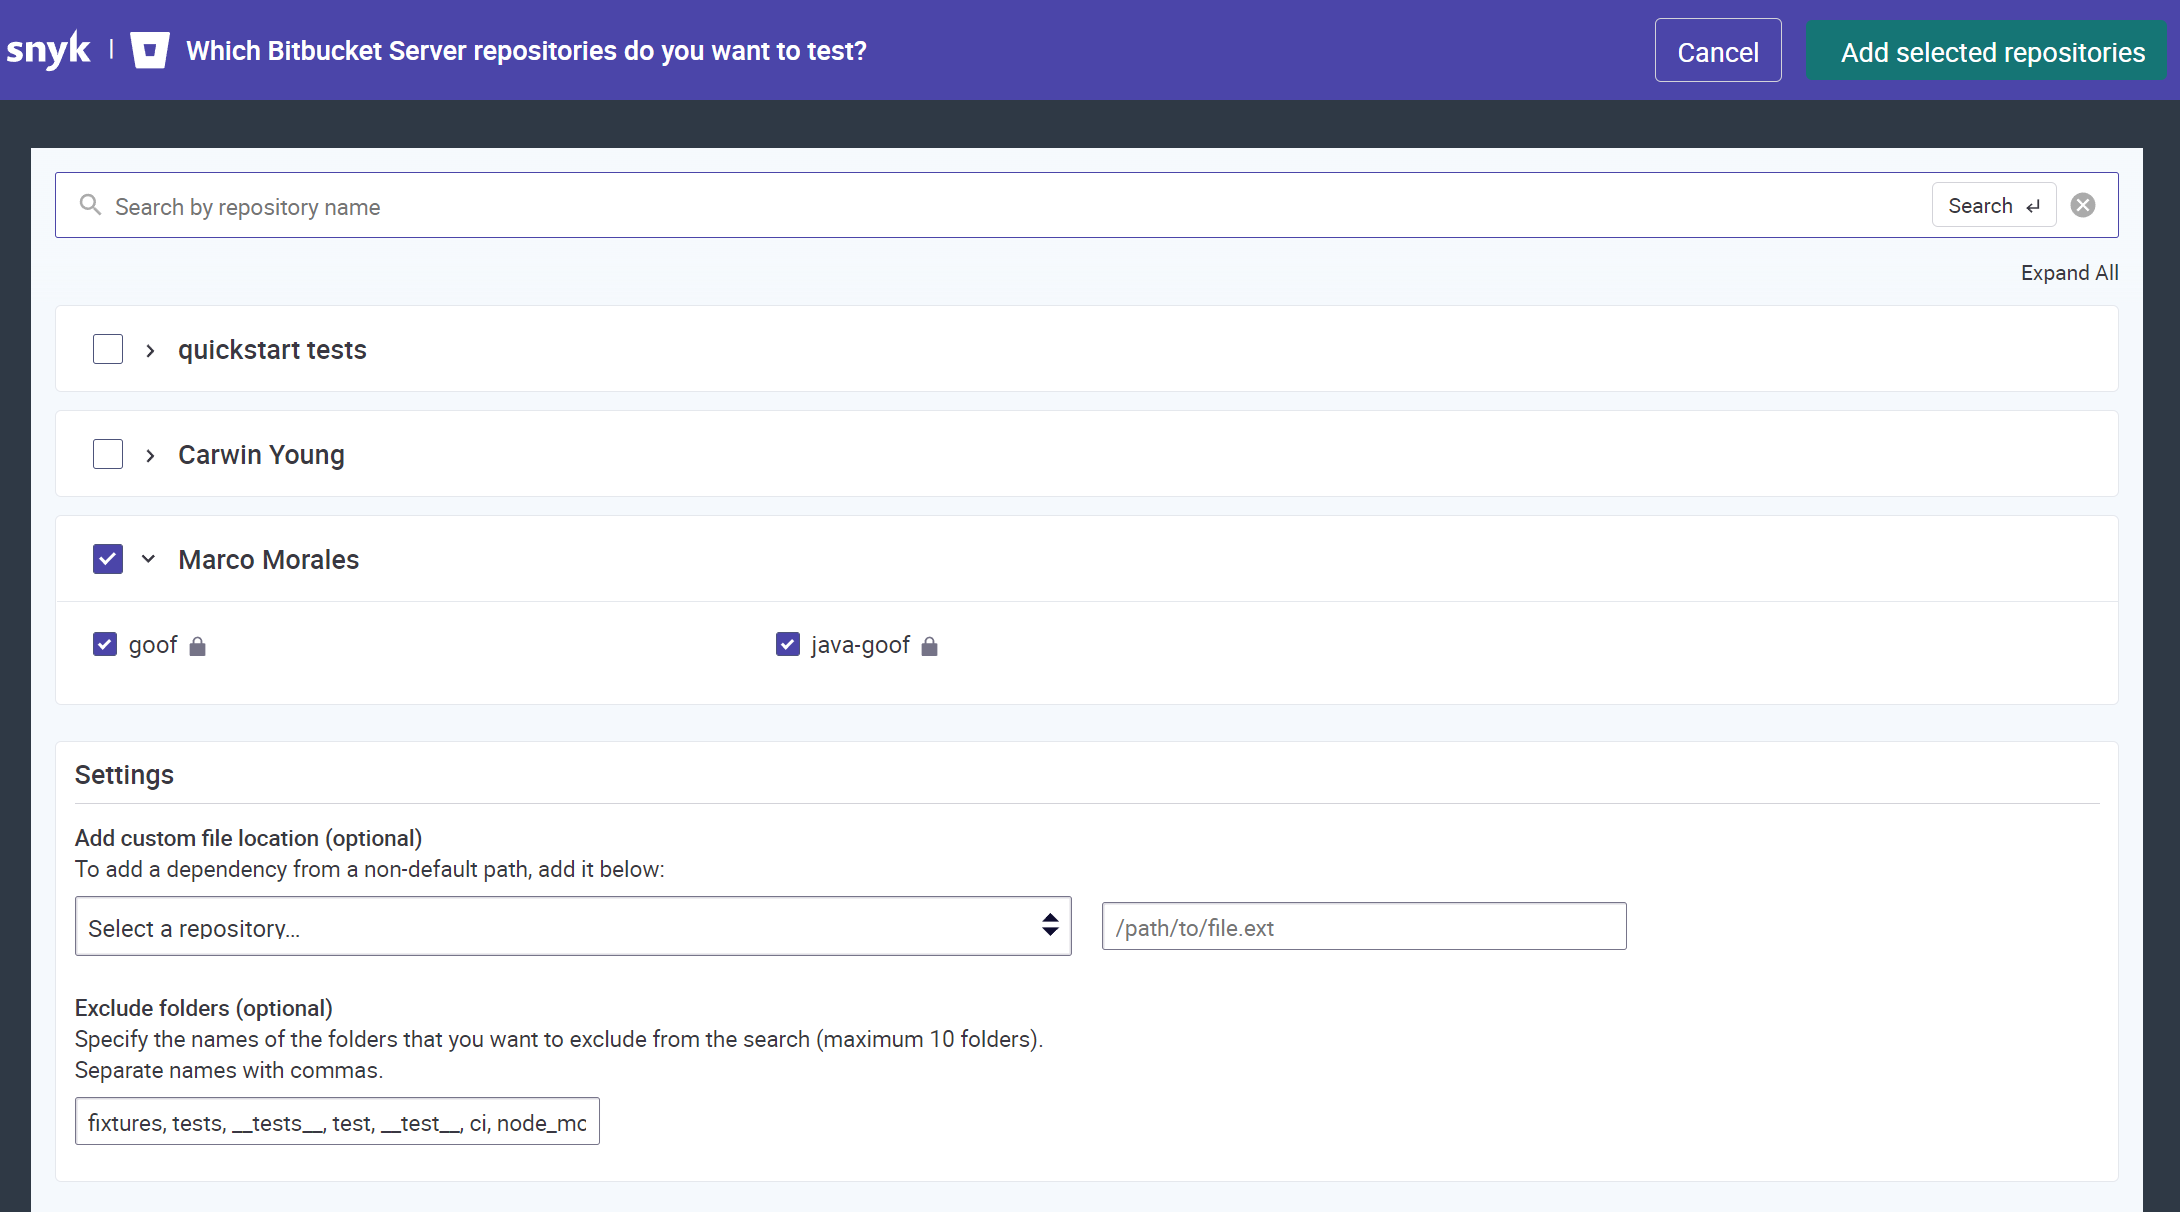 snyk | Which Bitbucket Server repositories do you want to test?
Cancel
Add selected repositories
Search by repository name
Search
Expand All
quickstart tests
Carwin Young
Marco Morales
goof
java-goof
Settings
Add custom file location (optional)
To add a dependency from a non-default path, add it below:
Select a repository...
/path/to/file.ext
Exclude folders (optional)
Specify the names of the folders that you want to exclude from the search (maximum 10 folders).
Separate names with commas.
fixtures, tests, __tests__, test, __test__, ci, node_mo